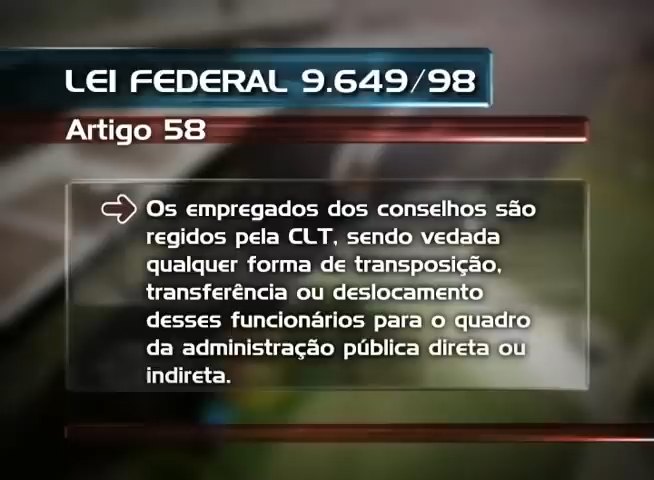 LEI FEDERAL 9.649/98
Artigo 58
Os empregados dos conselhos são
regidos pela CLT, sendo vedada
qualquer forma de transposição,
transferência ou deslocamento
desses funcionários para o quadro
da administração pública direta ou
indireta.